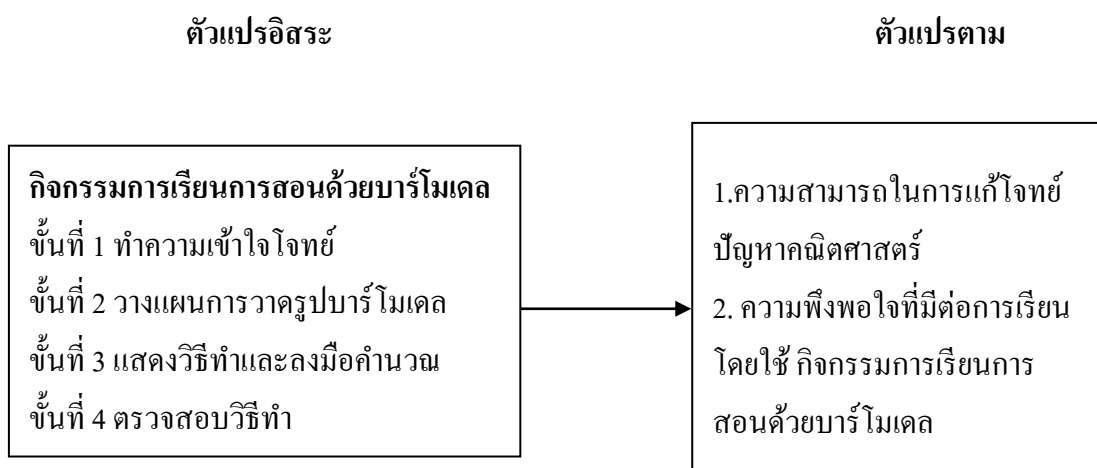 ตัวแปรอิสระ
ตัวแปรตาม
กิจกรรมการเรียนการสอนด้วยบาร์โมเดล
ขั้นที่ 1 ทำความเข้าใจโจทย์
ขั้นที่ 2 วางแผนการวาดรูปบาร์โมเดล
ขั้นที่ 3 แสดงวิธีทำและลงมือคำนวณ
ขั้นที่ 4 ตรวจสอบวิธีทำ
1.ความสามารถในการแก้โจทย์
ปัญหาคณิตศาสตร์
2. ความพึงพอใจที่มีต่อการเรียน
โดยใช้ กิจกรรมการเรียนการ
สอนด้วยบาร์โมเดล